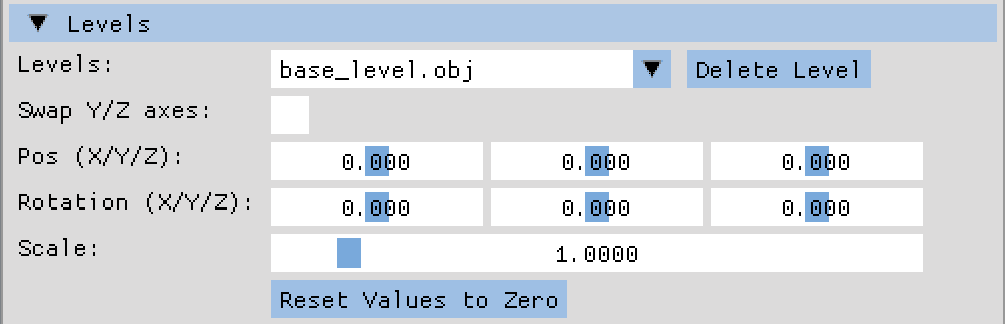 Levels
Levels: base_level.obj Delete Level
Swap Y/Z axes:
Pos (X/Y/Z): 0.000 0.000 0.000
Rotation (X/Y/Z): 0.000 0.000 0.000
Scale: 1.0000
Reset Values to Zero